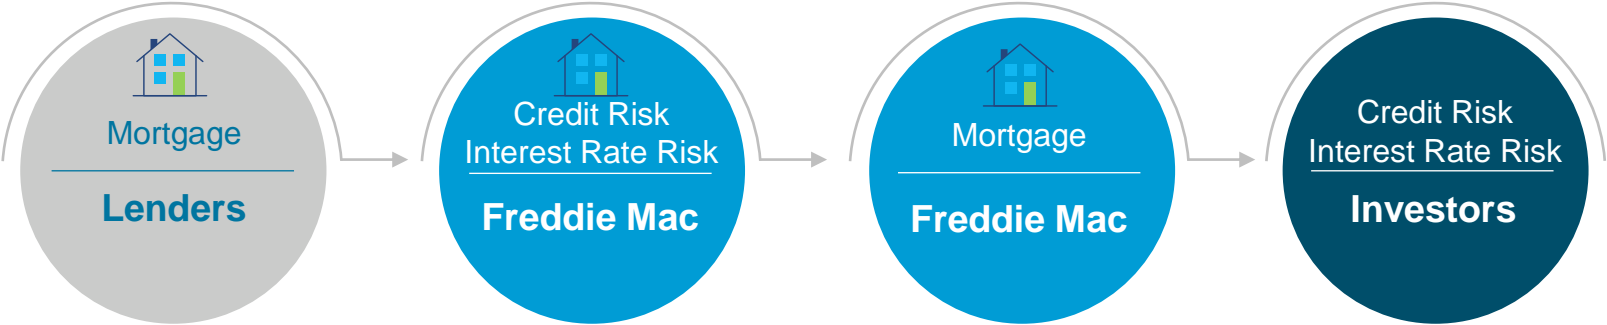 Mortgage
Lenders
Credit Risk
Interest Rate Risk
Freddie Mac
Mortgage
Freddie Mac
Credit Risk
Interest Rate Risk
Investors